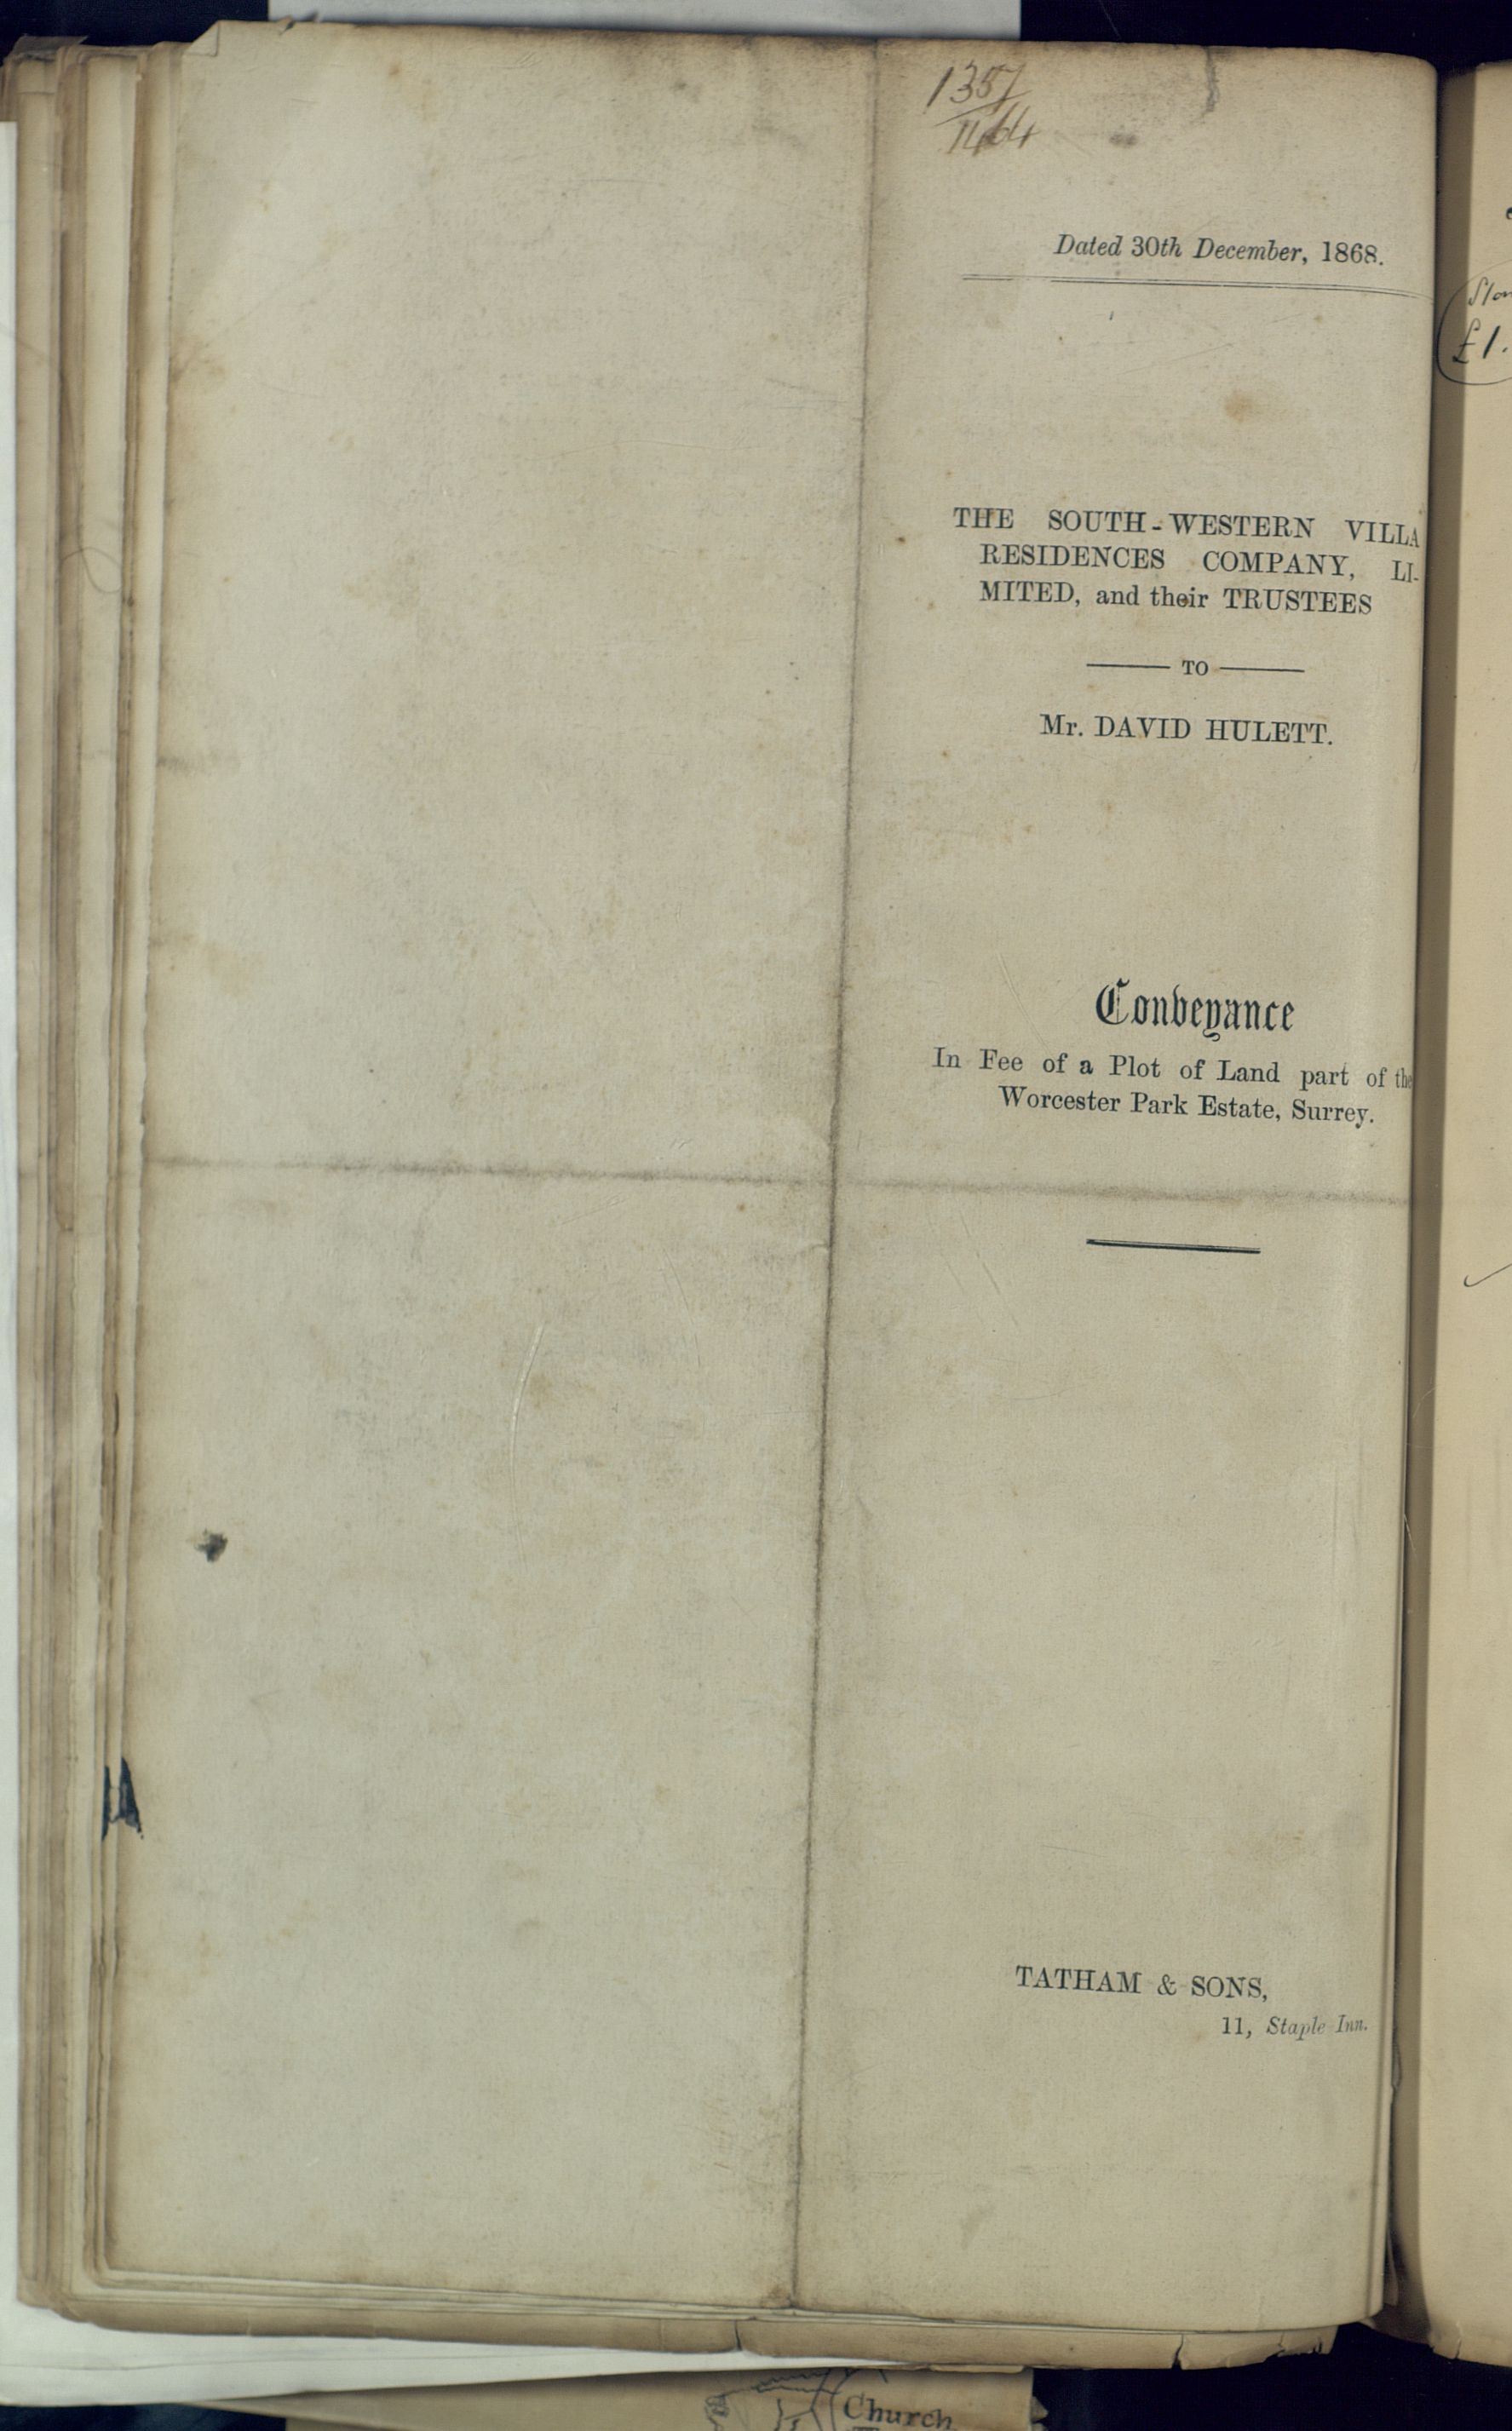 1357
1464
Dated 30th December, 1868.
THE SOUTH-WESTERN VILLA
RESIDENCES COMPANY, LI-
MITED, and their TRUSTEES
TO
Mr. DAVID HULETT.
Conveyance
In Fee of a Plot of Land part of the
Worcester Park Estate, Surrey.
TATHAM & SONS,
11, Staple Inn.
£1.
Church